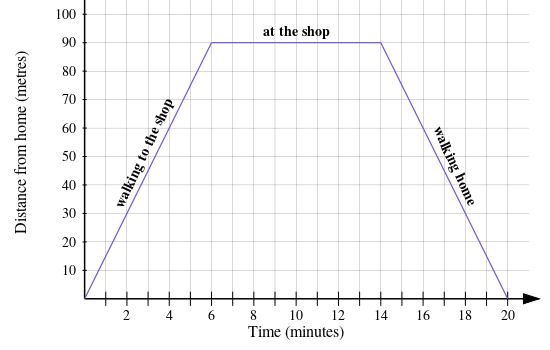 100
90
80
70
60
50
40
30
20
10
Distance from home (metres)
at the shop
walking to the shop
walking home
2 4 6 8 10 12 14 16 18 20
Time (minutes)